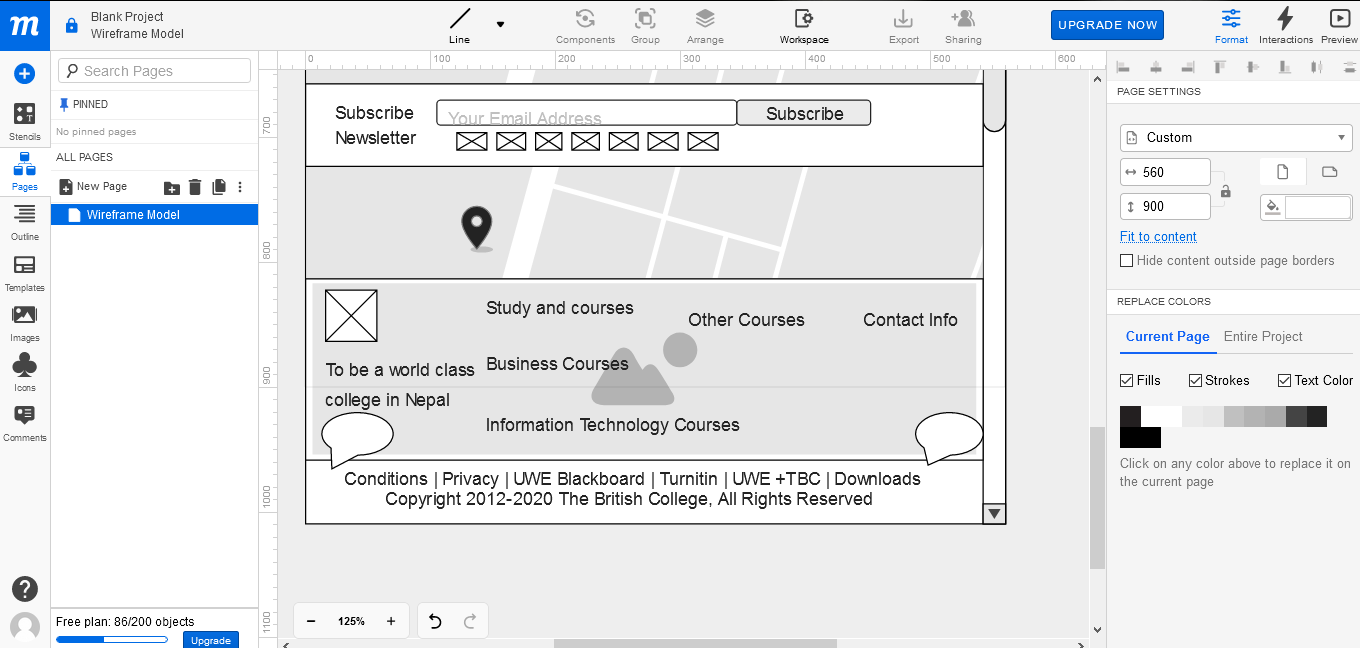 m
Blank Project
Wireframe Model
Line
Components
Group
Arrange
Workspace
Export
Sharing
UPGRADE NOW
Format
Interactions
Preview
Stencils
Pages
Outline
Templates
Images
Icons
Comments
Search Pages
PINNED
No pinned pages
ALL PAGES
New Page
Wireframe Model
Free plan: 86/200 objects
Upgrade
0 100 200 300 400 500 600
700
800
900
1000
1100
Subscribe
Newsletter
Your Email Address
Subscribe
Study and courses
Other Courses
Contact Info
To be a world class
college in Nepal
Business Courses
Information Technology Courses
Conditions | Privacy | UWE Blackboard | Turnitin | UWE +TBC | Downloads
Copyright 2012-2020 The British College, All Rights Reserved
− 125% +
PAGE SETTINGS
Custom
560
900
Fit to content
Hide content outside page borders
REPLACE COLORS
Current Page
Entire Project
Fills
Strokes
Text Color
Click on any color above to replace it on
the current page
?